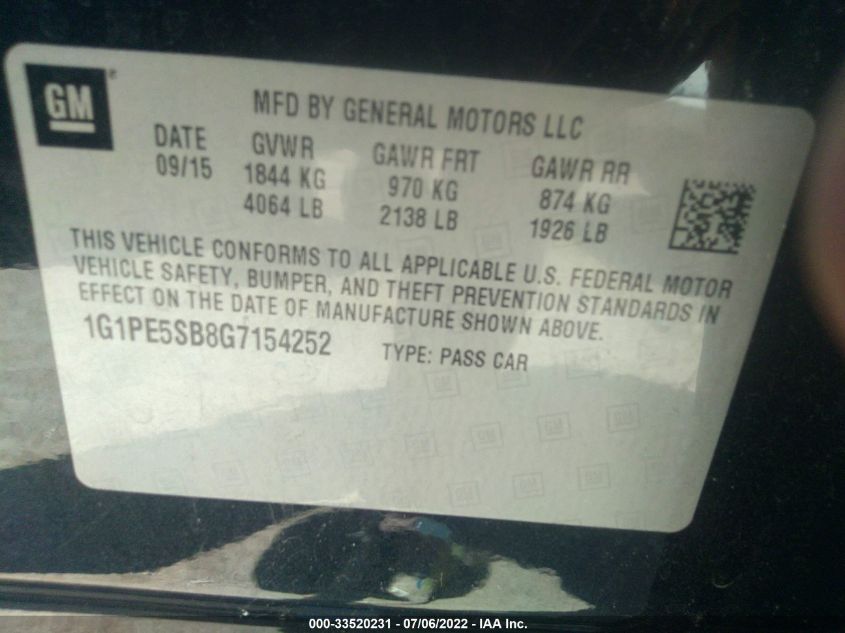 GM ®
MFD BY GENERAL MOTORS LLC
DATE GVWR GAWR FRT GAWR RR
09/15 1844 KG 970 KG 874 KG
4064 LB 2138 LB 1926 LB
THIS VEHICLE CONFORMS TO ALL APPLICABLE U.S. FEDERAL MOTOR
VEHICLE SAFETY, BUMPER, AND THEFT PREVENTION STANDARDS IN
EFFECT ON THE DATE OF MANUFACTURE SHOWN ABOVE.
1G1PE5SB8G7154252 TYPE: PASS CAR
000-33520231 - 07/06/2022 - IAA Inc.